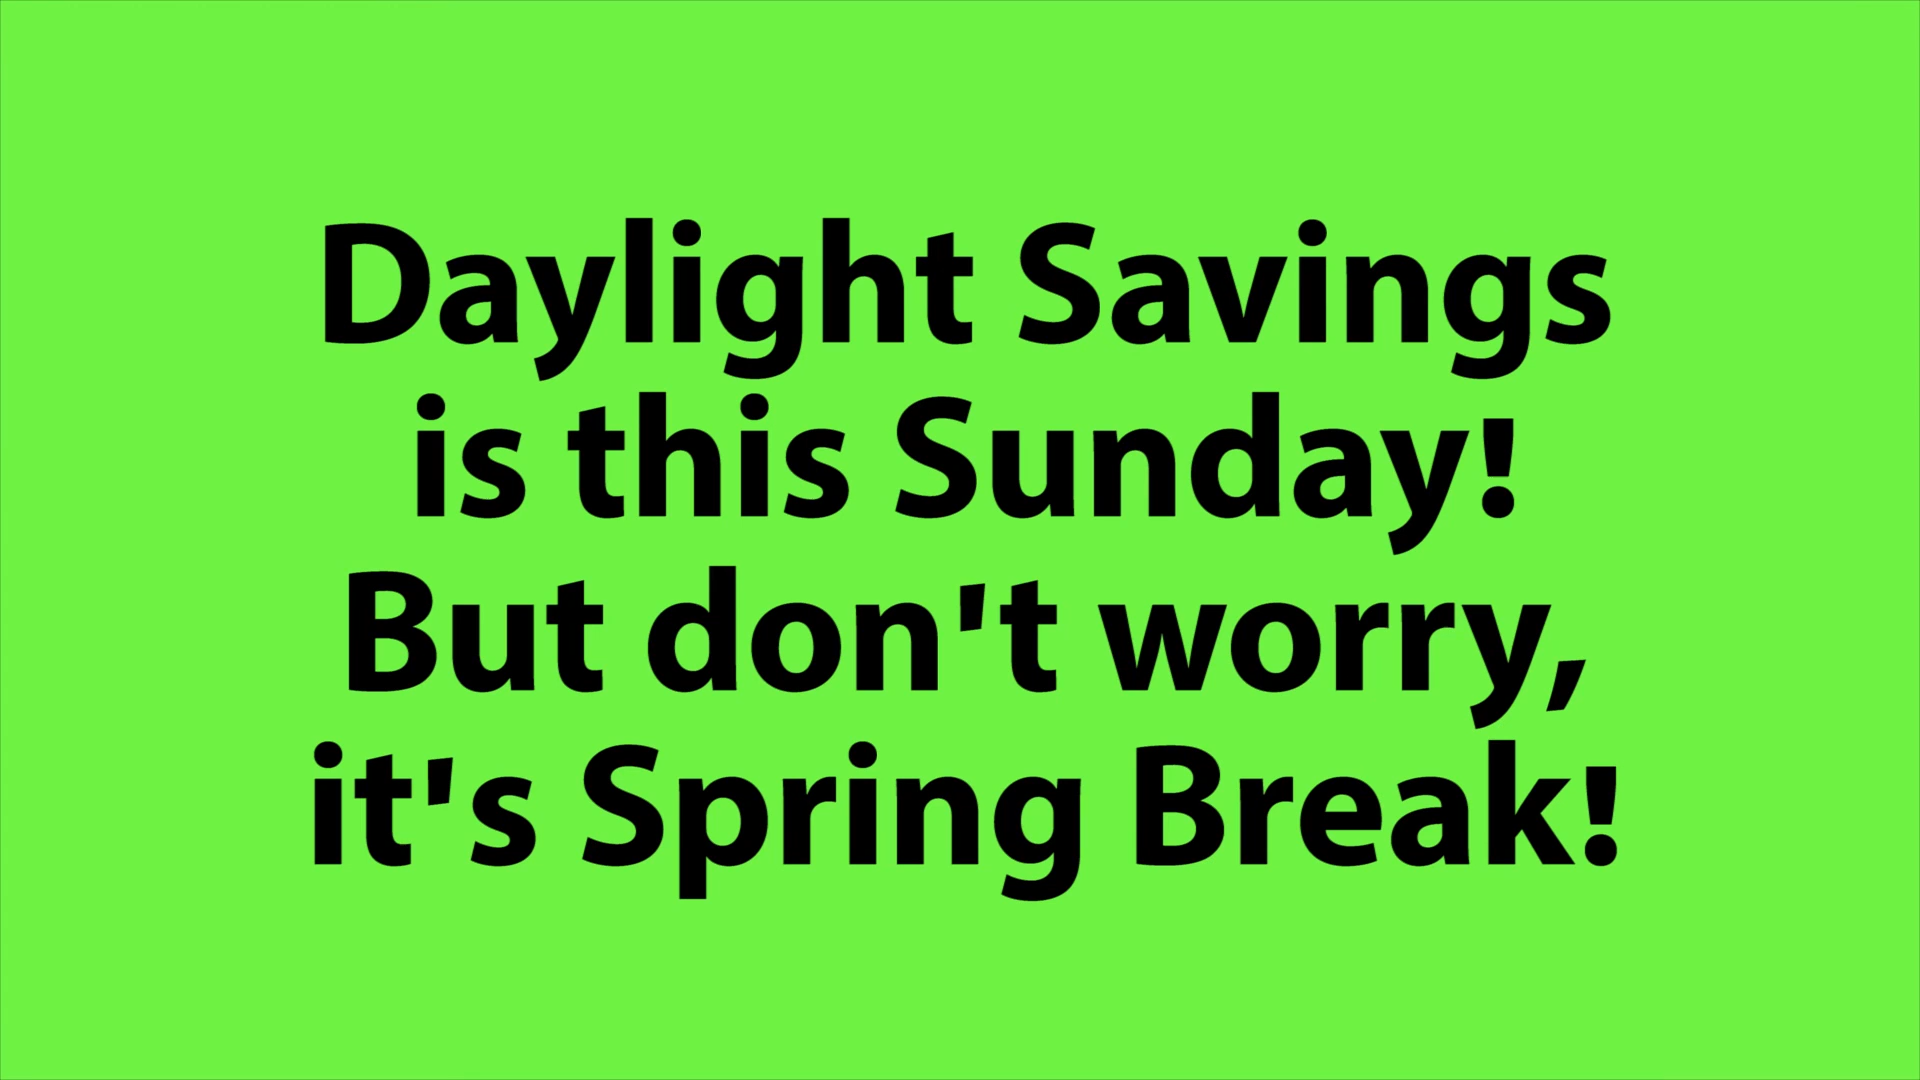 Daylight Savings
is this Sunday!
But don't worry,
it's Spring Break!